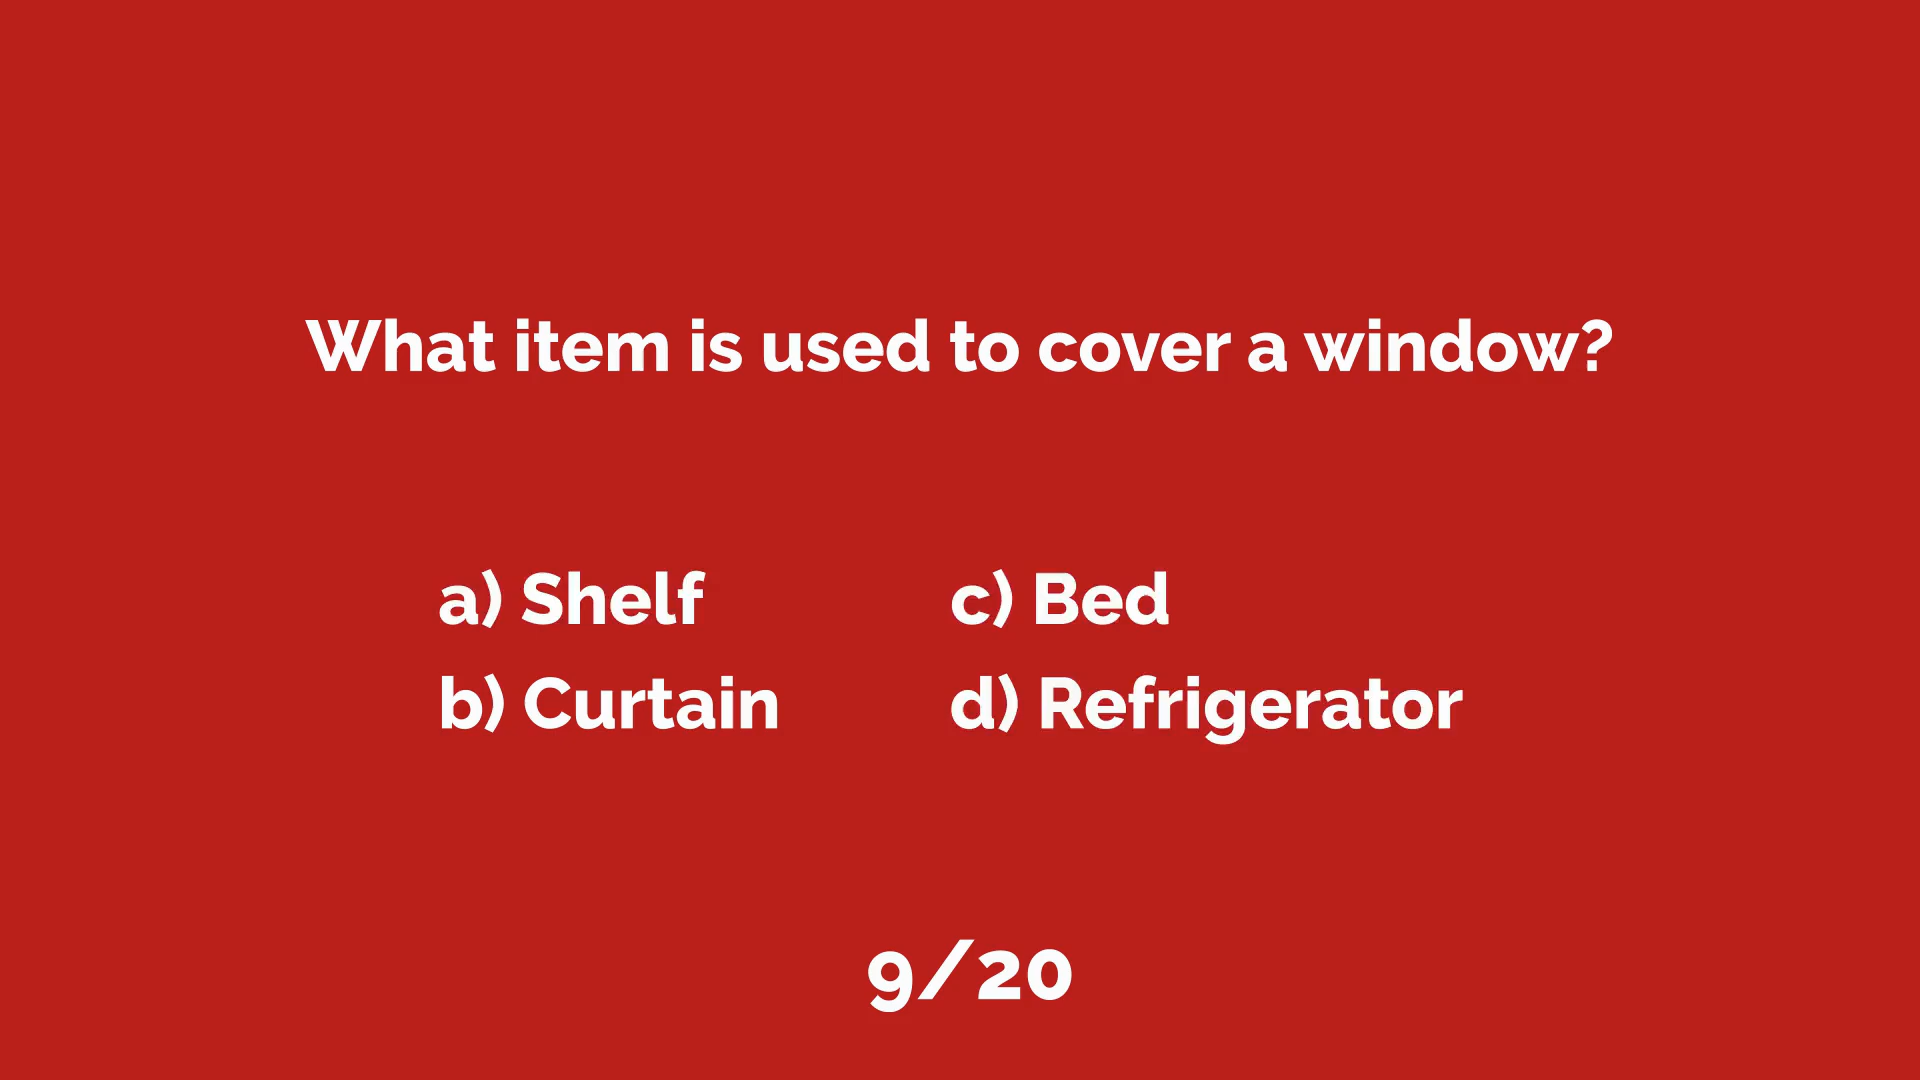 What item is used to cover a window?
a) Shelf
b) Curtain
c) Bed
d) Refrigerator
9/20